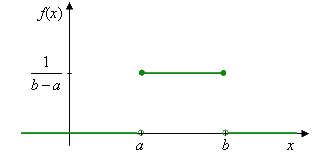 f(x)
1
b – a
a b x